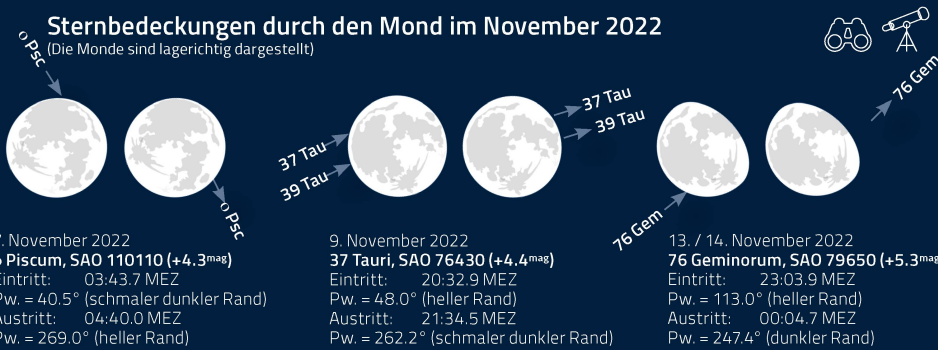 Sternbedeckungen durch den Mond im November 2022
(Die Monde sind lagerichtig dargestellt)
o Psc
o Psc
37 Tau
39 Tau
37 Tau
39 Tau
76 Gem
76 Gem
. November 2022
Piscum, SAO 110110 (+4.3mag)
Eintritt: 03:43.7 MEZ
Pw. = 40.5° (schmaler dunkler Rand)
Austritt: 04:40.0 MEZ
Pw. = 269.0° (heller Rand)
9. November 2022
37 Tauri, SAO 76430 (+4.4mag)
Eintritt: 20:32.9 MEZ
Pw. = 48.0° (heller Rand)
Austritt: 21:34.5 MEZ
Pw. = 262.2° (schmaler dunkler Rand)
13. / 14. November 2022
76 Geminorum, SAO 79650 (+5.3mag
Eintritt: 23:03.9 MEZ
Pw. = 113.0° (heller Rand)
Austritt: 00:04.7 MEZ
Pw. = 247.4° (dunkler Rand)